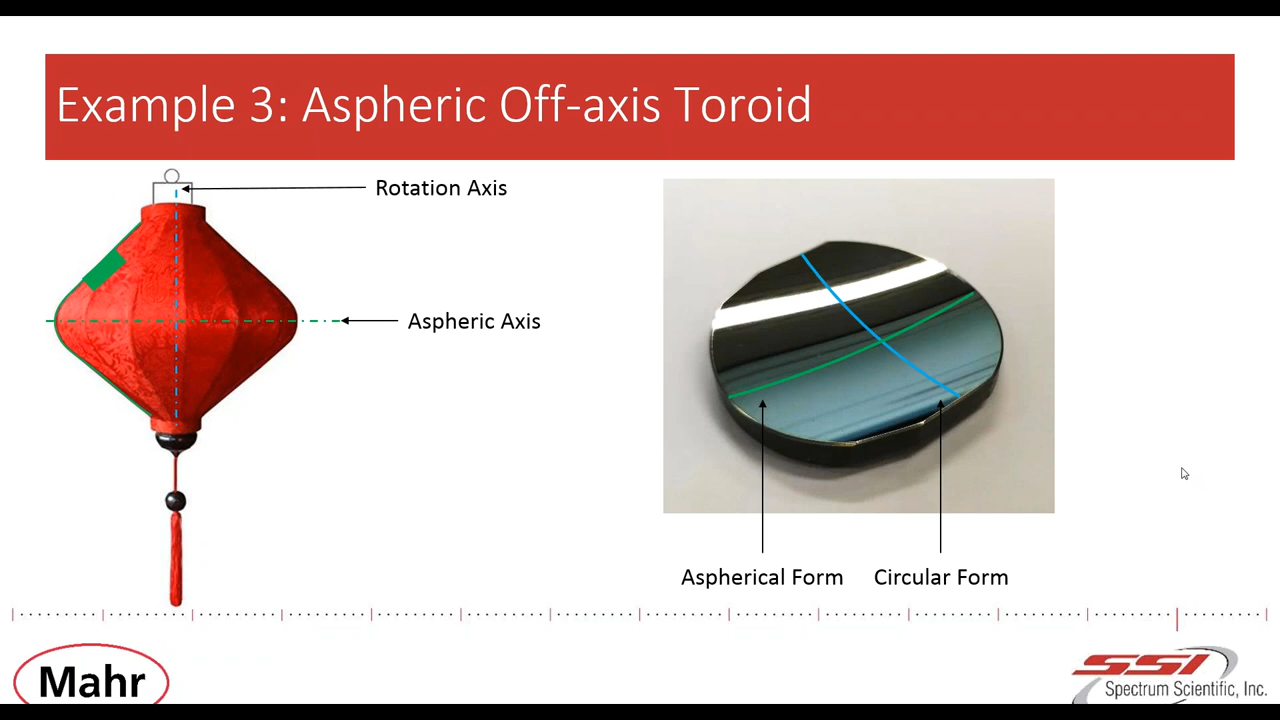 Example 3: Aspheric Off-axis Toroid
Rotation Axis
Aspheric Axis
Aspherical Form
Circular Form
Mahr
SSI
Spectrum Scientific, Inc.